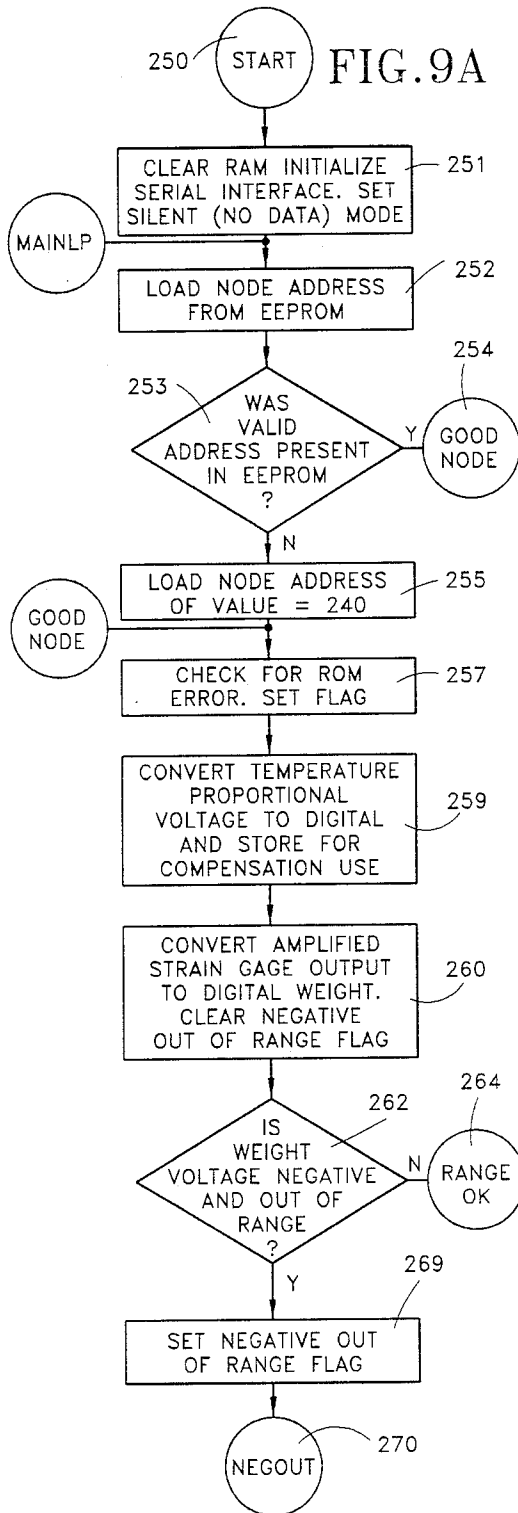 250
START
FIG.9A
CLEAR RAM INITIALIZE
SERIAL INTERFACE. SET
SILENT (NO DATA) MODE
251
MAINLP
LOAD NODE ADDRESS
FROM EEPROM
252
253
WAS
VALID
ADDRESS PRESENT
IN EEPROM
?
Y
254
GOOD
NODE
N
LOAD NODE ADDRESS
OF VALUE = 240
255
GOOD
NODE
CHECK FOR ROM
ERROR. SET FLAG
257
CONVERT TEMPERATURE
PROPORTIONAL
VOLTAGE TO DIGITAL
AND STORE FOR
COMPENSATION USE
259
CONVERT AMPLIFIED
STRAIN GAGE OUTPUT
TO DIGITAL WEIGHT.
CLEAR NEGATIVE
OUT OF RANGE FLAG
260
262
IS
WEIGHT
VOLTAGE NEGATIVE
AND OUT OF
RANGE
?
N
264
RANGE
OK
Y
269
SET NEGATIVE OUT
OF RANGE FLAG
NEGOUT
270